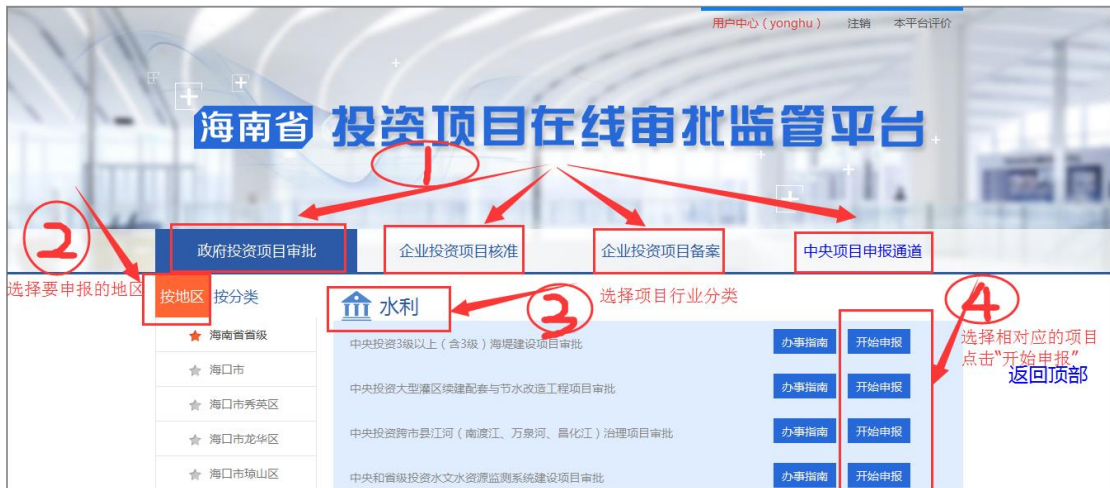 用户中心（yonghu） 注销 本平台评价
海南省 投资项目在线审批监管平台
1
2
政府投资项目审批 企业投资项目核准 企业投资项目备案 中央项目申报通道
选择要申报的地区
按地区 按分类
水利
3
选择项目行业分类
4
选择相对应的项目
点击“开始申报”
返回顶部
海南省省级
中央投资3级以上（含3级）海堤建设项目审批 办事指南 开始申报
海口市
中央投资大型灌区续建配套与节水改造工程项目审批 办事指南 开始申报
海口市秀英区
海口市龙华区
中央投资跨市县江河（南渡江、万泉河、昌化江）治理项目审批 办事指南 开始申报
海口市琼山区
中央和省级投资水文水资源监测系统建设项目审批 办事指南 开始申报